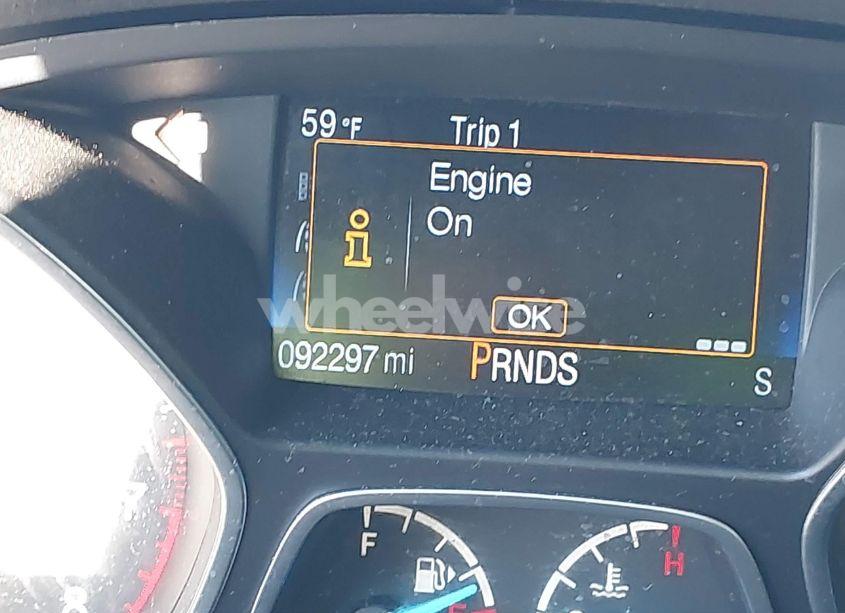 59 °F Trip 1
Engine
On
OK
wheelwise
092297 mi PRNDS S
F
H